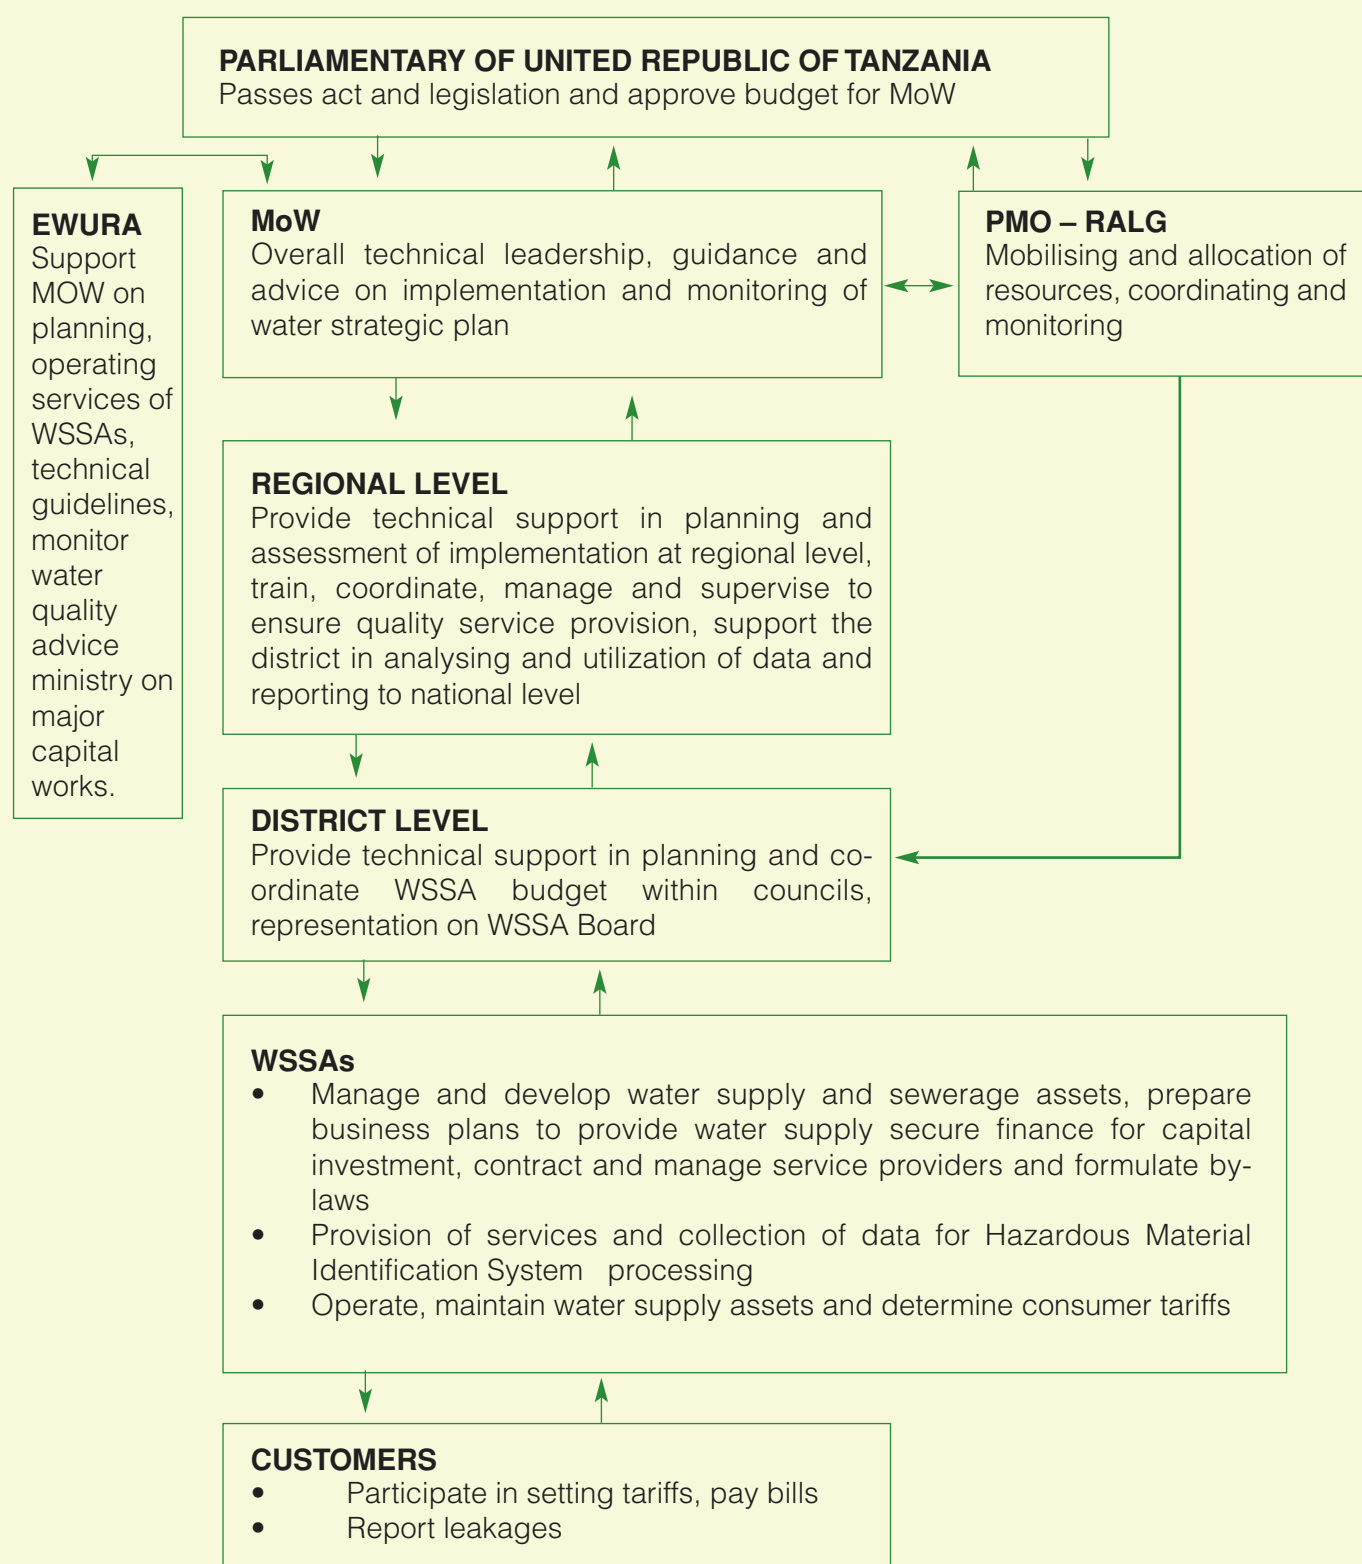 PARLIAMENTARY OF UNITED REPUBLIC OF TANZANIA
Passes act and legislation and approve budget for MoW
EWURA
Support
MOW on
planning,
operating
services of
WSSAs,
technical
guidelines,
monitor
water
quality
advice
ministry on
major
capital
works.
MoW
Overall technical leadership, guidance and
advice on implementation and monitoring of
water strategic plan
PMO – RALG
Mobilising and allocation of
resources, coordinating and
monitoring
REGIONAL LEVEL
Provide technical support in planning and
assessment of implementation at regional level,
train, coordinate, manage and supervise to
ensure quality service provision, support the
district in analysing and utilization of data and
reporting to national level
DISTRICT LEVEL
Provide technical support in planning and co-
ordinate WSSA budget within councils,
representation on WSSA Board
WSSAs
• Manage and develop water supply and sewerage assets, prepare
business plans to provide water supply secure finance for capital
investment, contract and manage service providers and formulate by-
laws
• Provision of services and collection of data for Hazardous Material
Identification System processing
• Operate, maintain water supply assets and determine consumer tariffs
CUSTOMERS
• Participate in setting tariffs, pay bills
• Report leakages